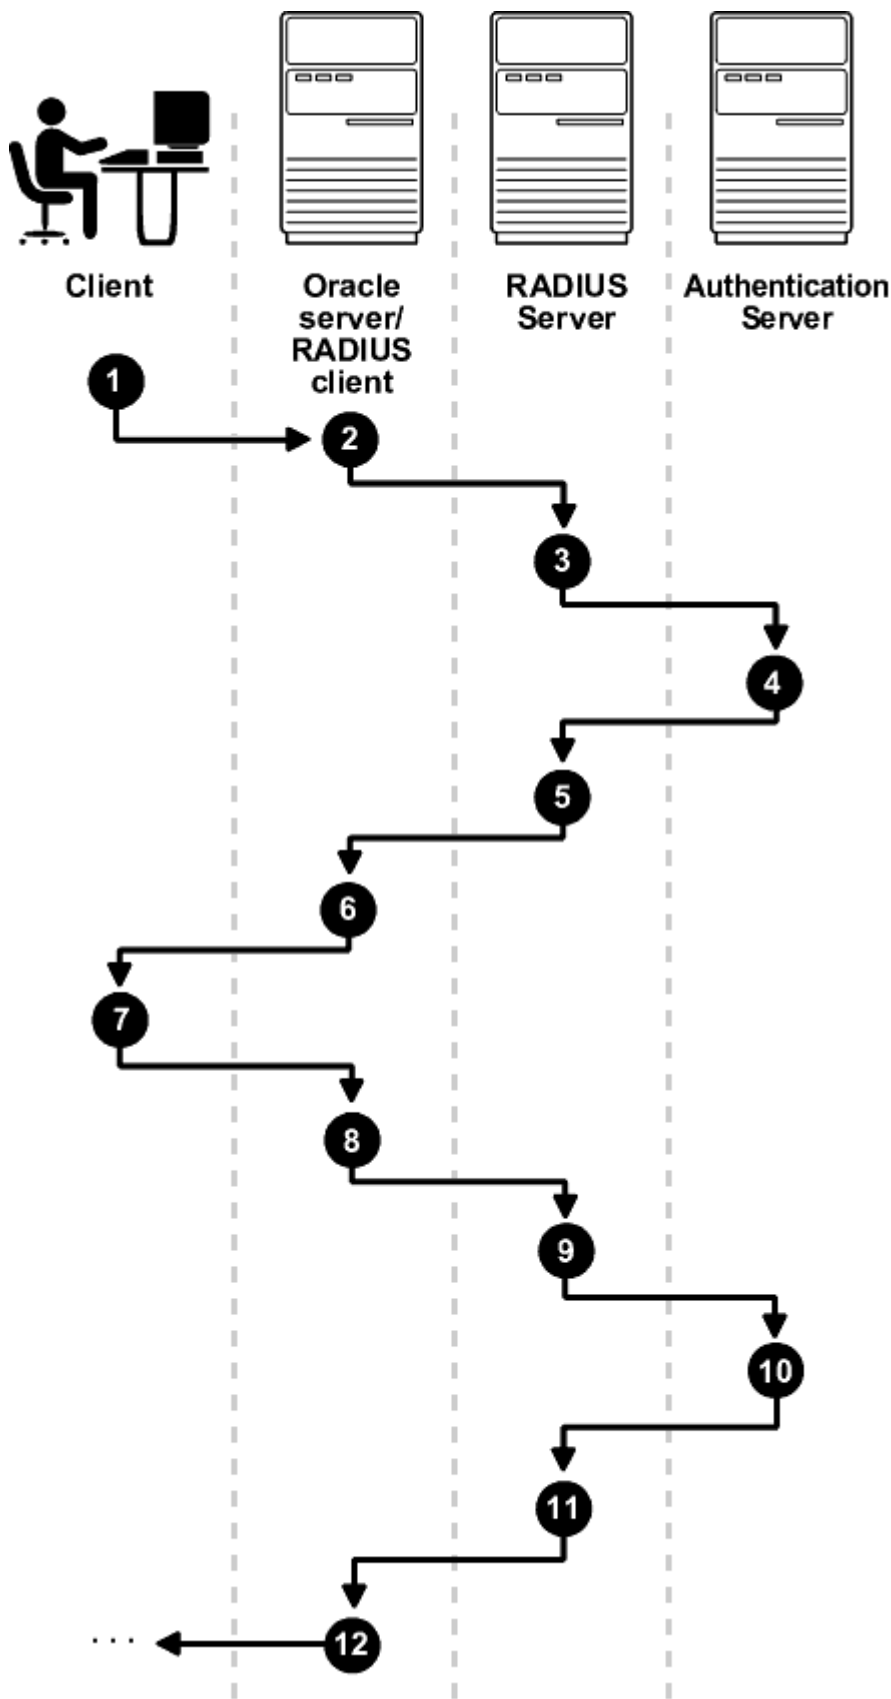 Client
Oracle
server/
RADIUS
client
RADIUS
Server
Authentication
Server
1
2
3
4
5
6
7
8
9
10
11
12
. . .